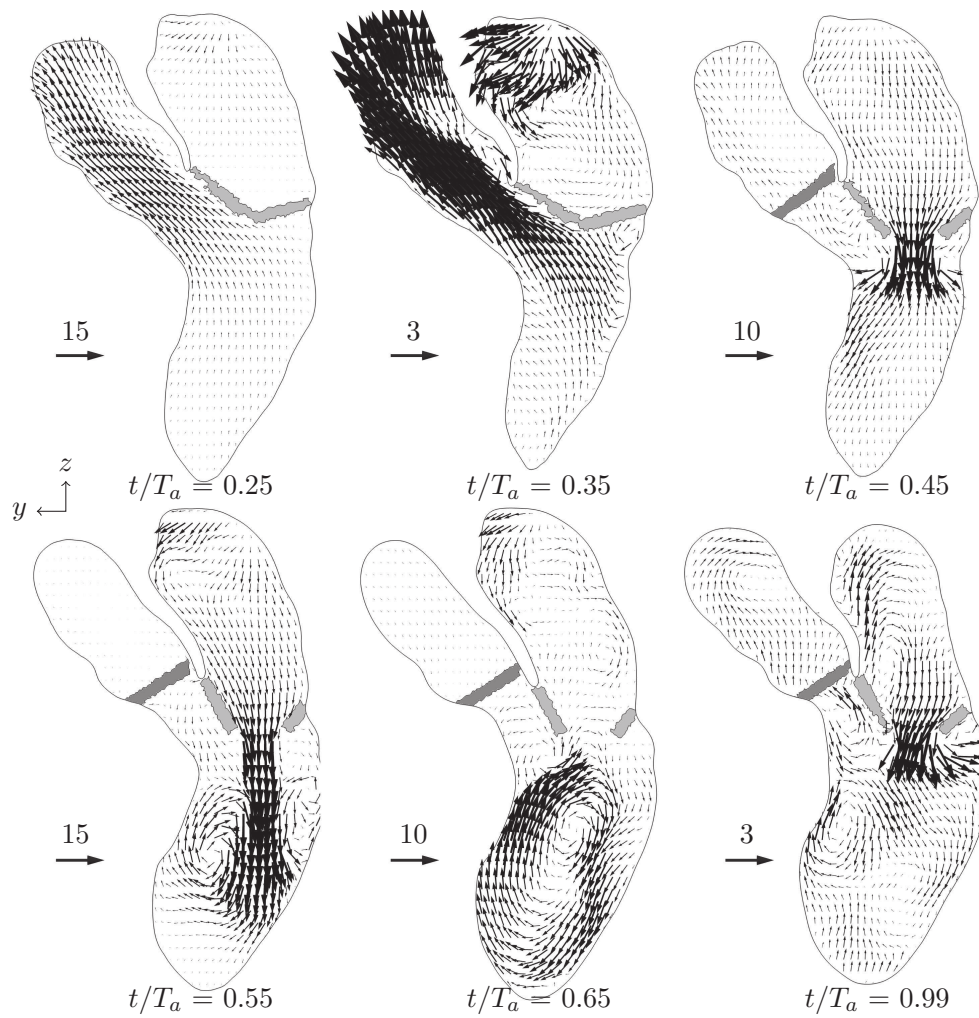 15
3
10
z
y
t/T_a = 0.25
t/T_a = 0.35
t/T_a = 0.45
15
10
3
t/T_a = 0.55
t/T_a = 0.65
t/T_a = 0.99